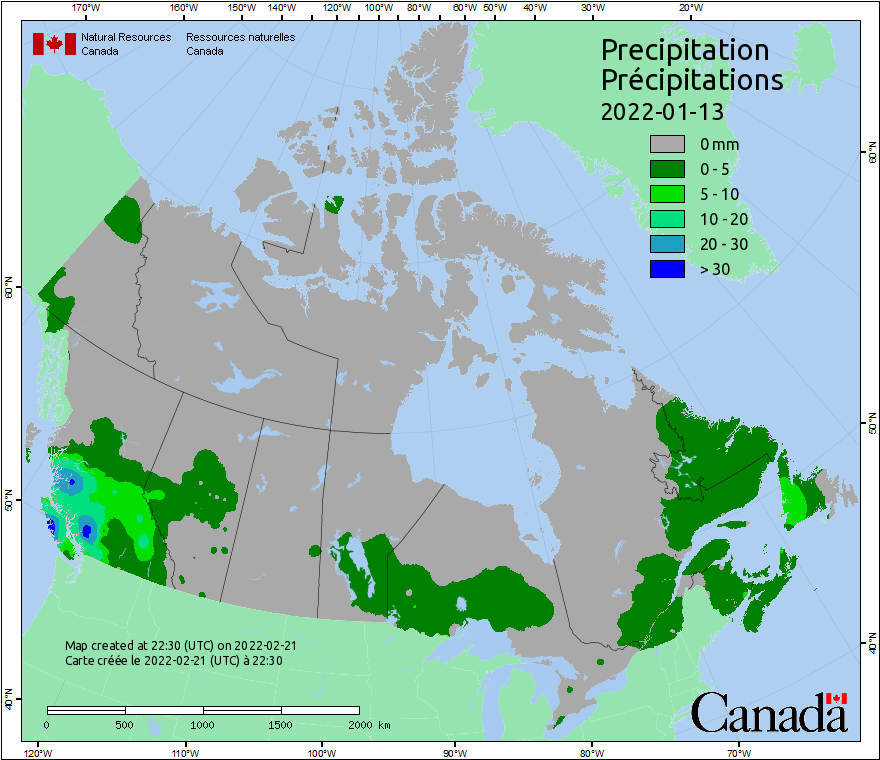 170°W 160°W 150°W 140°W 130°W 120°W 110°W 100°W 90°W 80°W 60°W 50°W 40°W 30°W 20°W
Natural Resources Canada
Ressources naturelles Canada
Precipitation
Précipitations
2022-01-13
0 mm
0 - 5
5 - 10
10 - 20
20 - 30
> 30
60°N
50°N
40°N
60°N
50°N
40°N
Map created at 22:30 (UTC) on 2022-02-21
Carte créée le 2022-02-21 (UTC) à 22:30
0 500 1000 1500 2000 km
Canada
120°W 110°W 100°W 90°W 80°W 70°W